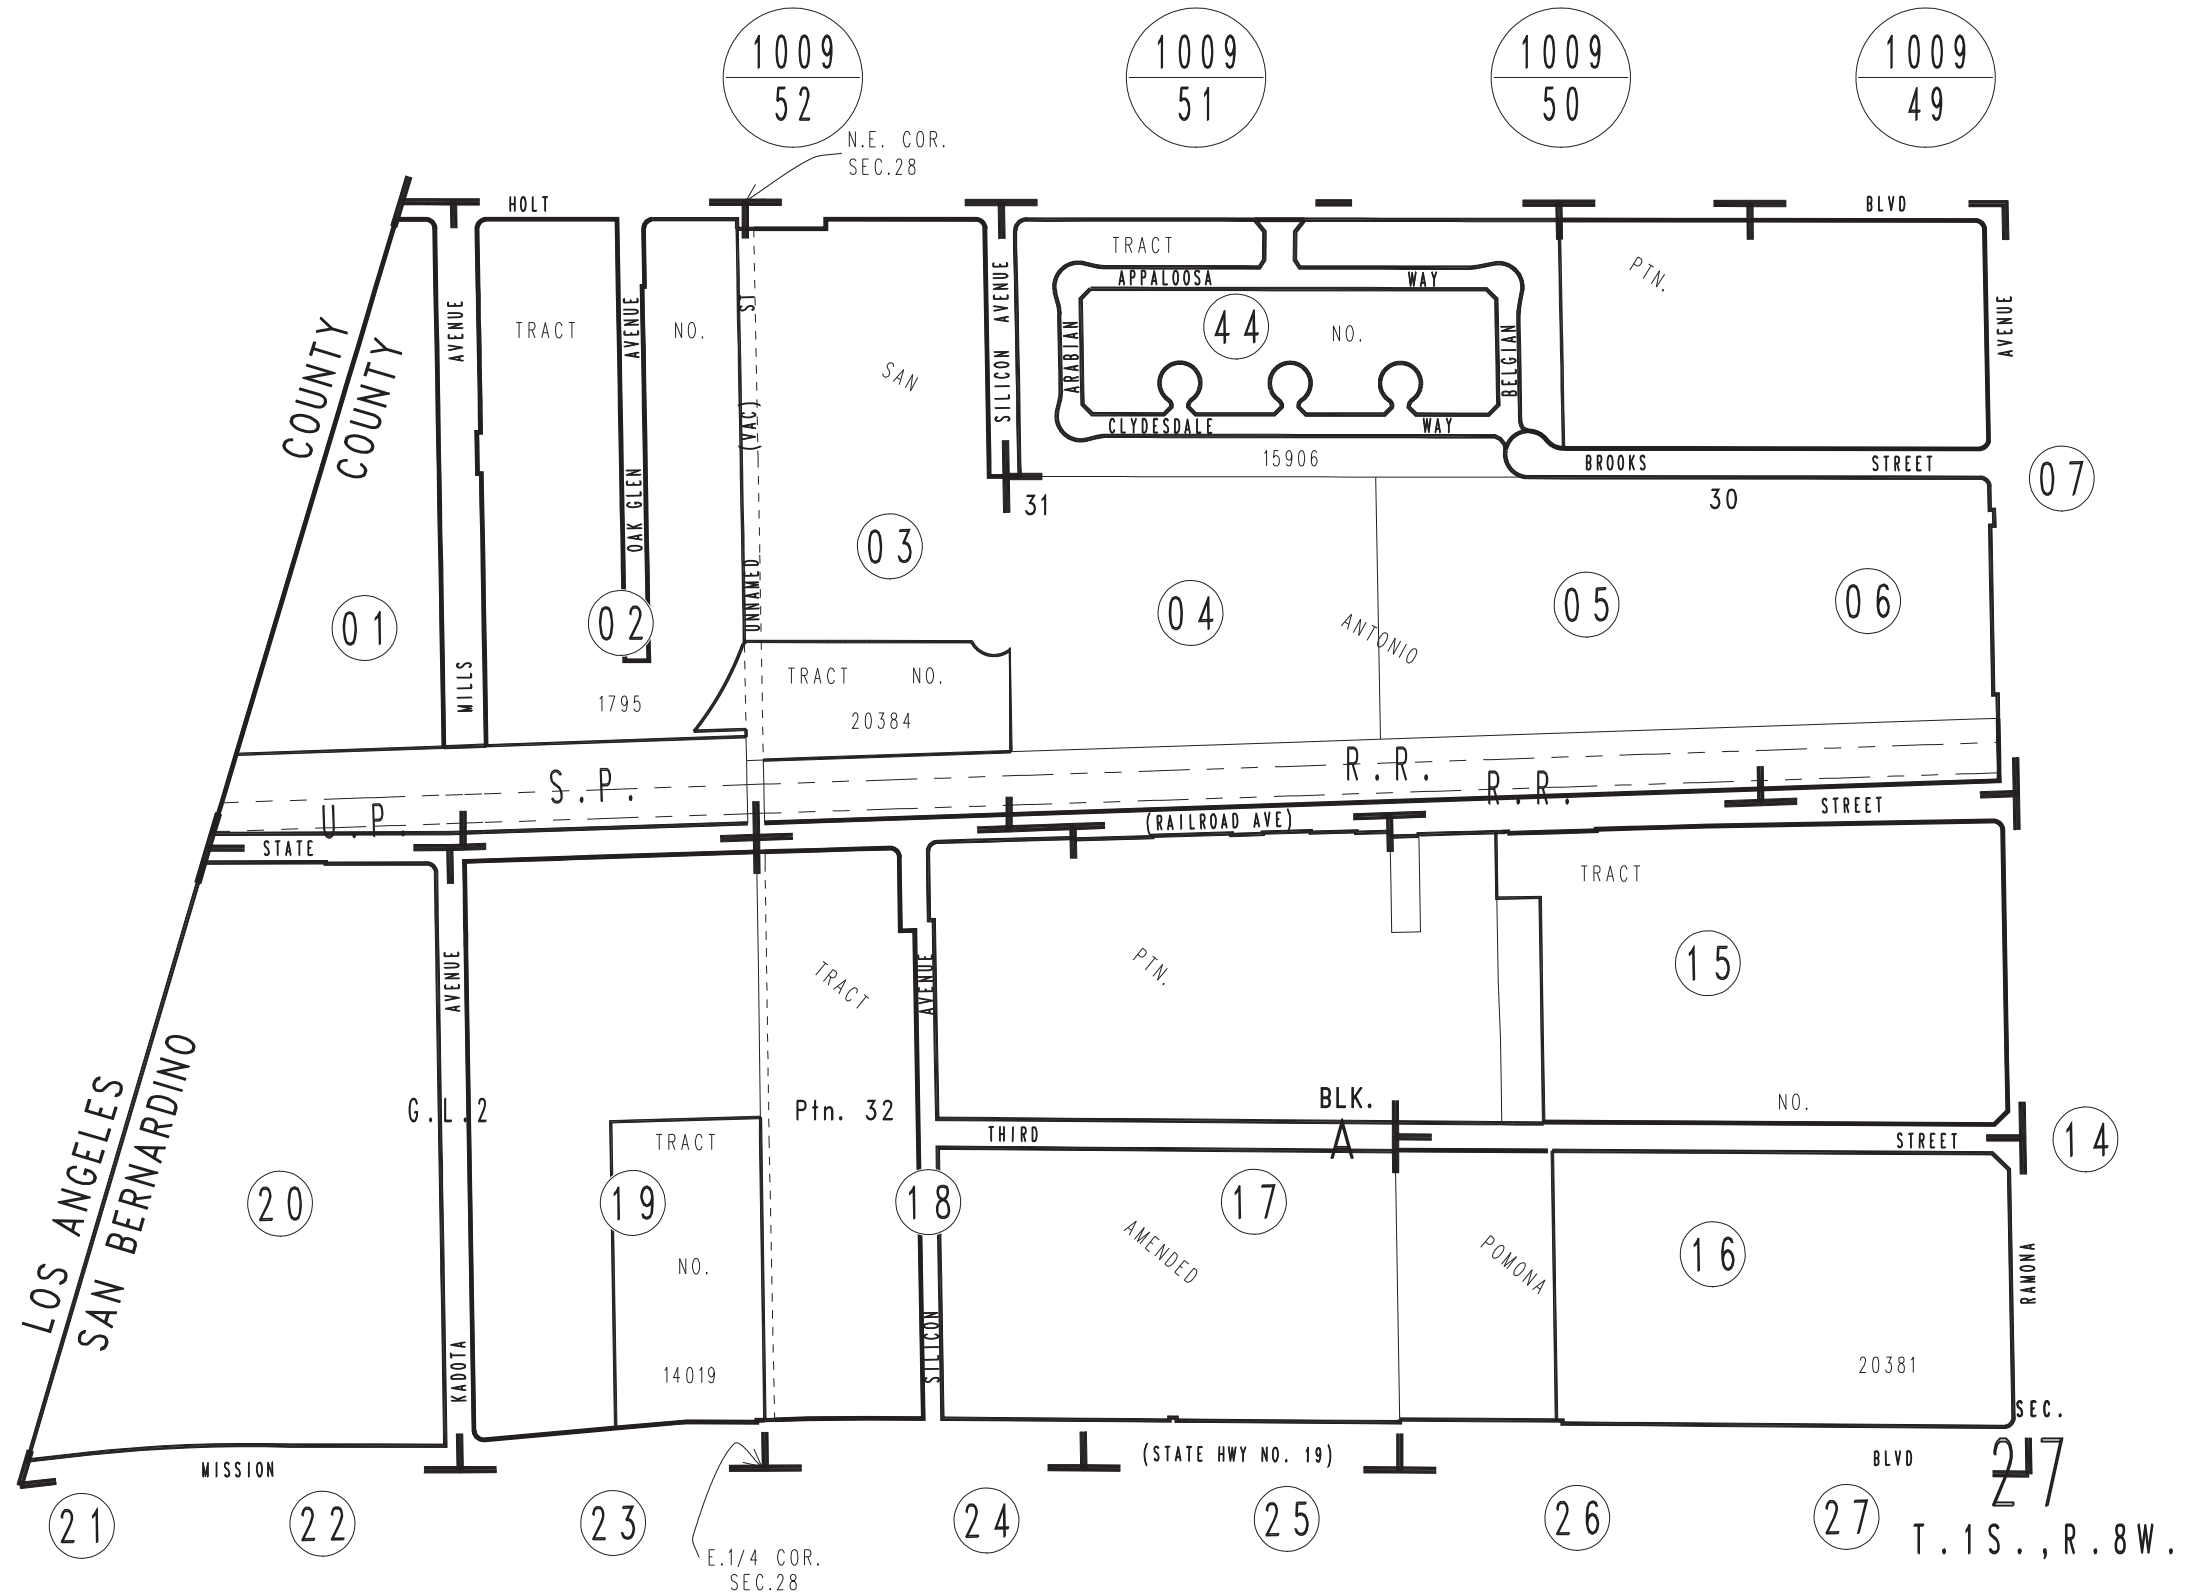 1009
52
1009
51
1009
50
1009
49
N.E. COR.
SEC.28
HOLT
BLVD
TRACT
APPALOOSA
WAY
PTN.
COUNTY
COUNTY
AVENUE
TRACT
AVENUE
NO.
ST
SAN
SILICON AVENUE
44
NO.
ARABIAN
BELGIAN
AVENUE
(VAC)
CLYDESDALE
WAY
15906
BROOKS
STREET
07
31
30
OAK GLEN
03
UNNAMED
01
02
04
ANTONIO
05
06
MILLS
1795
TRACT NO.
20384
S.P.
R.R.
U.P.
R.R.
STATE
(RAILROAD AVE)
STREET
TRACT
AVENUE
TRACT
AVENUE
PTN.
15
LOS ANGELES
SAN BERNARDINO
G.L.2
Ptn. 32
BLK.
A
NO.
TRACT
THIRD
STREET
14
20
19
18
17
AMENDED
POMONA
16
NO.
RAMONA
KADOTA
14019
SILICON
20381
SEC.
27
MISSION
(STATE HWY NO. 19)
BLVD
21
22
23
24
25
26
27
T.1S.,R.8W.
E.1/4 COR.
SEC.28